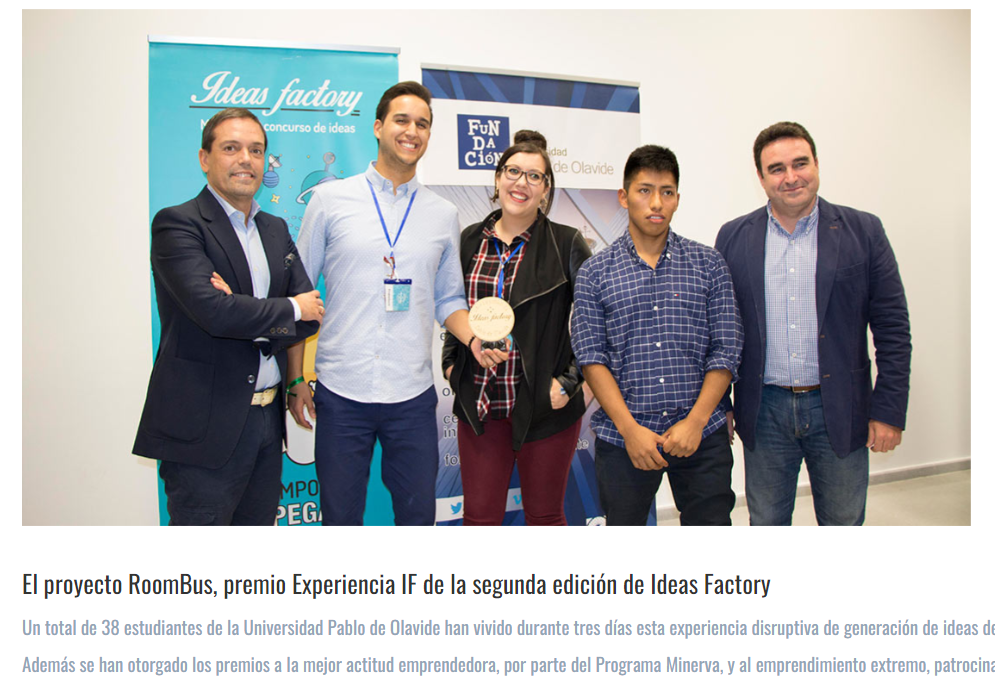 Ideas factory
concurso de ideas
FUN
DA
CIÓN
de Olavide
Ideas factory
El proyecto RoomBus, premio Experiencia IF de la segunda edición de Ideas Factory
Un total de 38 estudiantes de la Universidad Pablo de Olavide han vivido durante tres días esta experiencia disruptiva de generación de ideas de
Además se han otorgado los premios a la mejor actitud emprendedora, por parte del Programa Minerva, y al emprendimiento extremo, patrocina